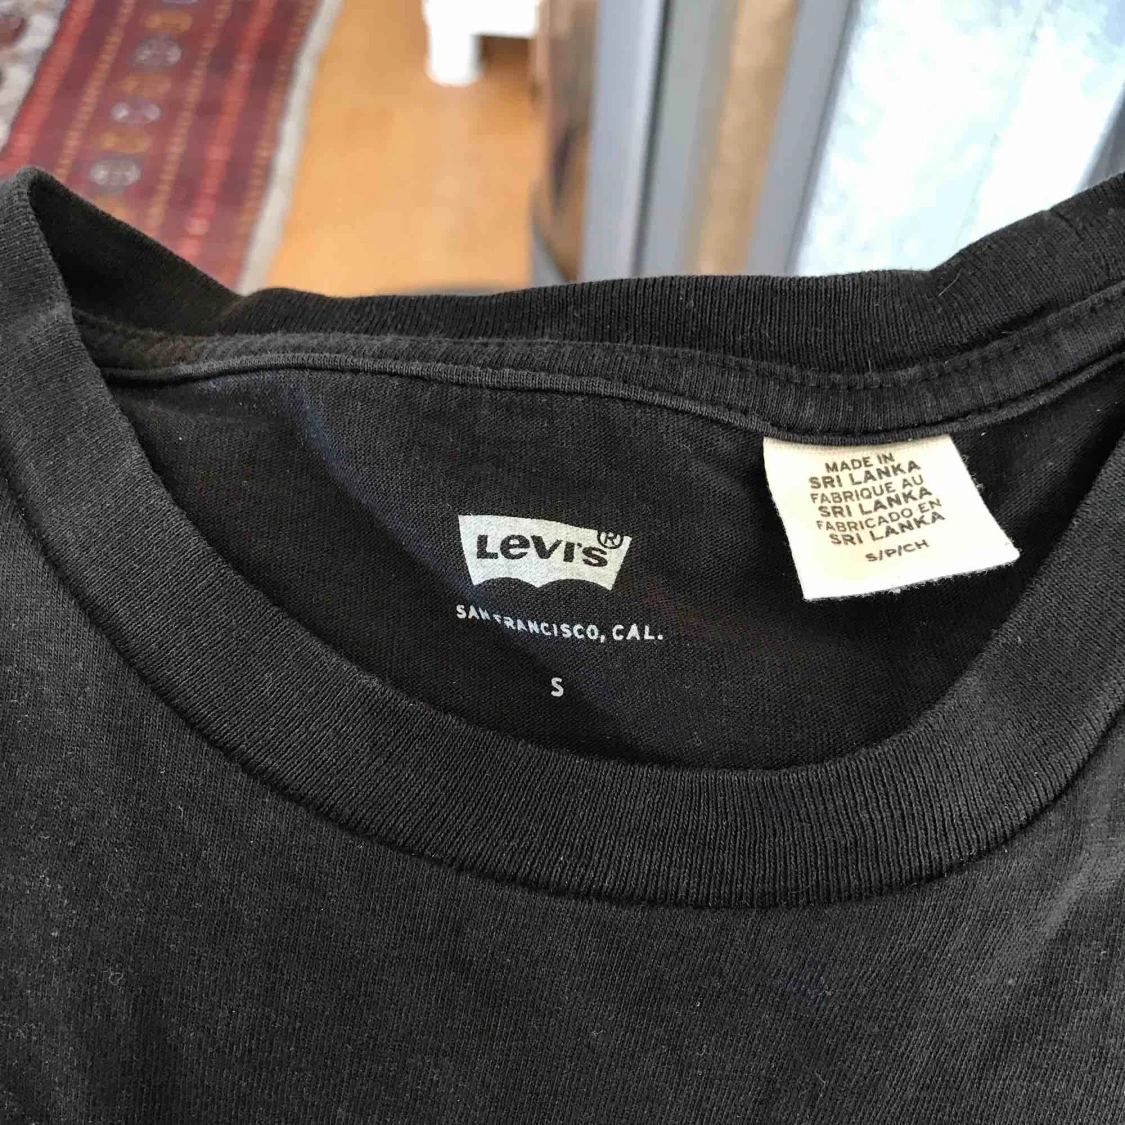 Levi's®
SAN FRANCISCO, CAL.
S
MADE IN
SRI LANKA
FABRIQUE AU
SRI LANKA
FABRICADO EN
SRI LANKA
S/P/CH